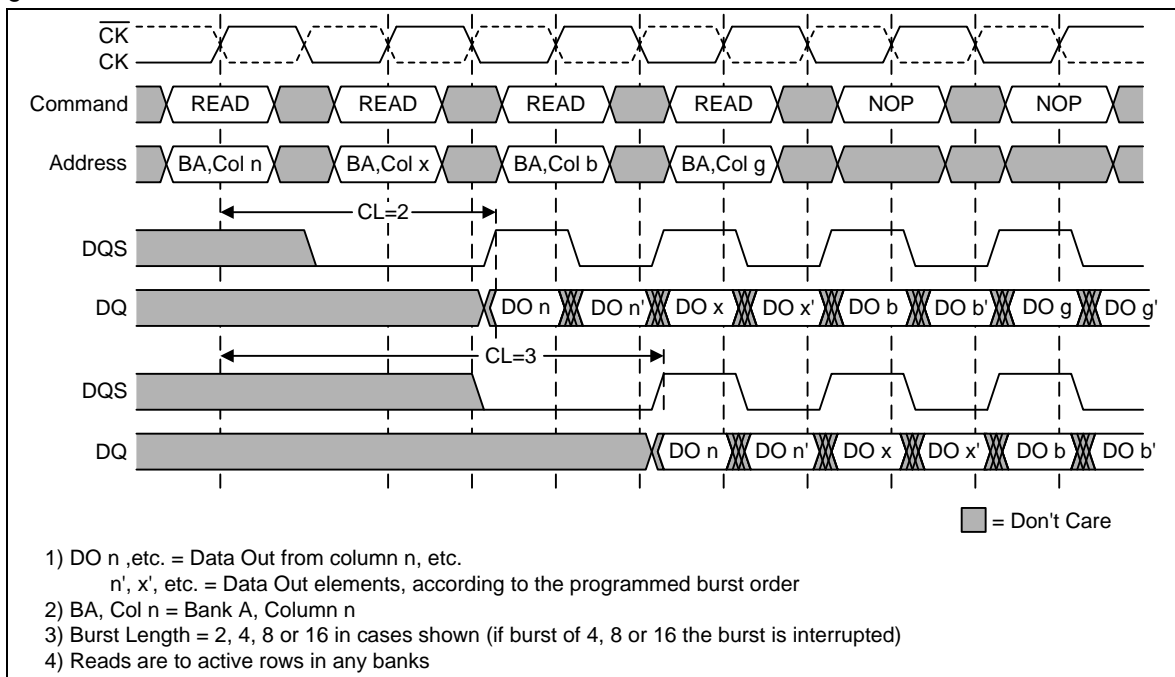 CK
CK
Command READ READ READ READ NOP NOP
Address BA,Col n BA,Col x BA,Col b BA,Col g
CL=2
DQS
DQ DO n DO n' DO x DO x' DO b DO b' DO g DO g'
CL=3
DQS
DQ DO n DO n' DO x DO x' DO b DO b'
= Don't Care
1) DO n ,etc. = Data Out from column n, etc.
n', x', etc. = Data Out elements, according to the programmed burst order
2) BA, Col n = Bank A, Column n
3) Burst Length = 2, 4, 8 or 16 in cases shown (if burst of 4, 8 or 16 the burst is interrupted)
4) Reads are to active rows in any banks